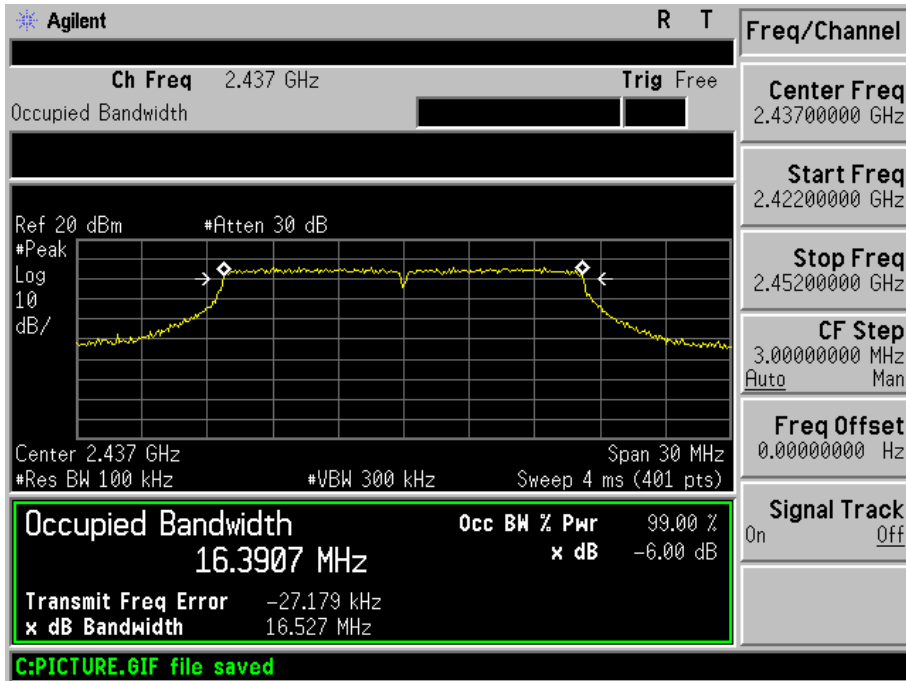 Agilent R T
Ch Freq 2.437 GHz Trig Free
Occupied Bandwidth
Ref 20 dBm #Atten 30 dB
#Peak
Log
10
dB/
Center 2.437 GHz Span 30 MHz
#Res BW 100 kHz #VBW 300 kHz Sweep 4 ms (401 pts)
Occupied Bandwidth Occ BW % Pwr 99.00 %
16.3907 MHz x dB -6.00 dB
Transmit Freq Error -27.179 kHz
x dB Bandwidth 16.527 MHz
C:PICTURE.GIF file saved
Freq/Channel
Center Freq
2.43700000 GHz
Start Freq
2.42200000 GHz
Stop Freq
2.45200000 GHz
CF Step
3.00000000 MHz
Auto Man
Freq Offset
0.00000000 Hz
Signal Track
On Off